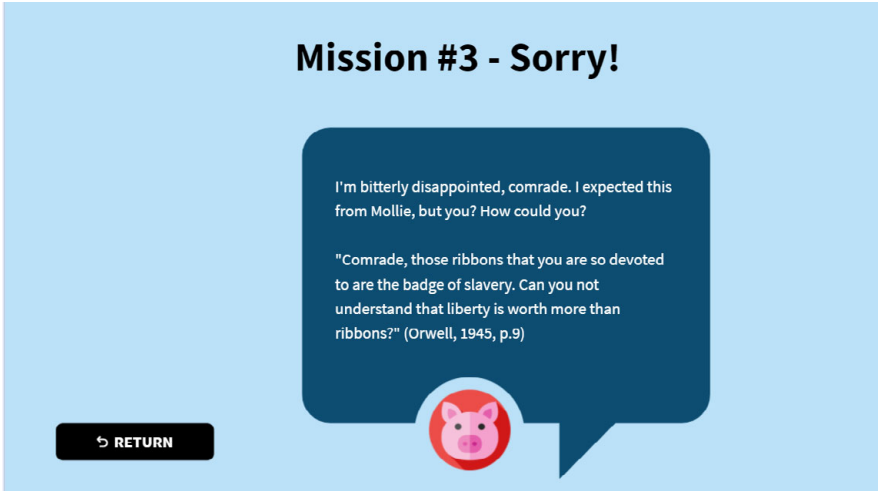 Mission #3 - Sorry!
I'm bitterly disappointed, comrade. I expected this
from Mollie, but you? How could you?
"Comrade, those ribbons that you are so devoted
to are the badge of slavery. Can you not
understand that liberty is worth more than
ribbons?" (Orwell, 1945, p.9)
RETURN